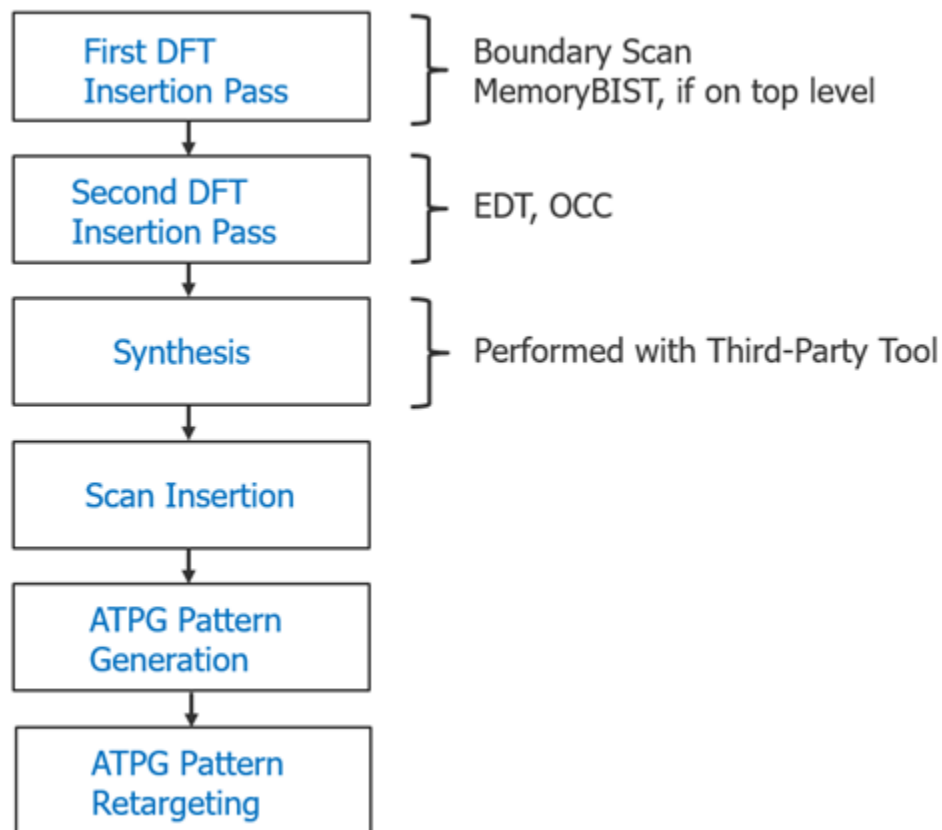 First DFT
Insertion Pass
Boundary Scan
MemoryBIST, if on top level
Second DFT
Insertion Pass
EDT, OCC
Synthesis
Performed with Third-Party Tool
Scan Insertion
ATPG Pattern
Generation
ATPG Pattern
Retargeting